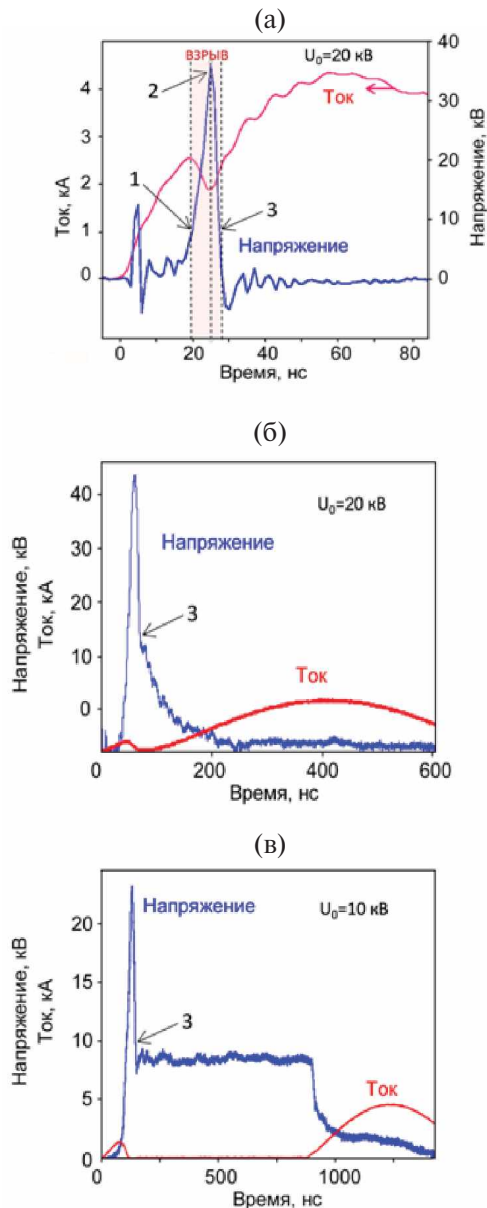 (а)
ВЗРЫВ
U₀=20 кВ
Ток
Напряжение
1
2
3
Ток, кА
4
3
2
1
0
Напряжение, кВ
40
30
20
10
0
0 20 40 60 80
Время, нс
(б)
U₀=20 кВ
Напряжение
3
Ток
Напряжение, кВ
Ток, кА
40
30
20
10
0
0 200 400 600
Время, нс
(в)
Напряжение
U₀=10 кВ
3
Ток
Напряжение, кВ
Ток, кА
20
15
10
5
0
0 500 1000
Время, нс